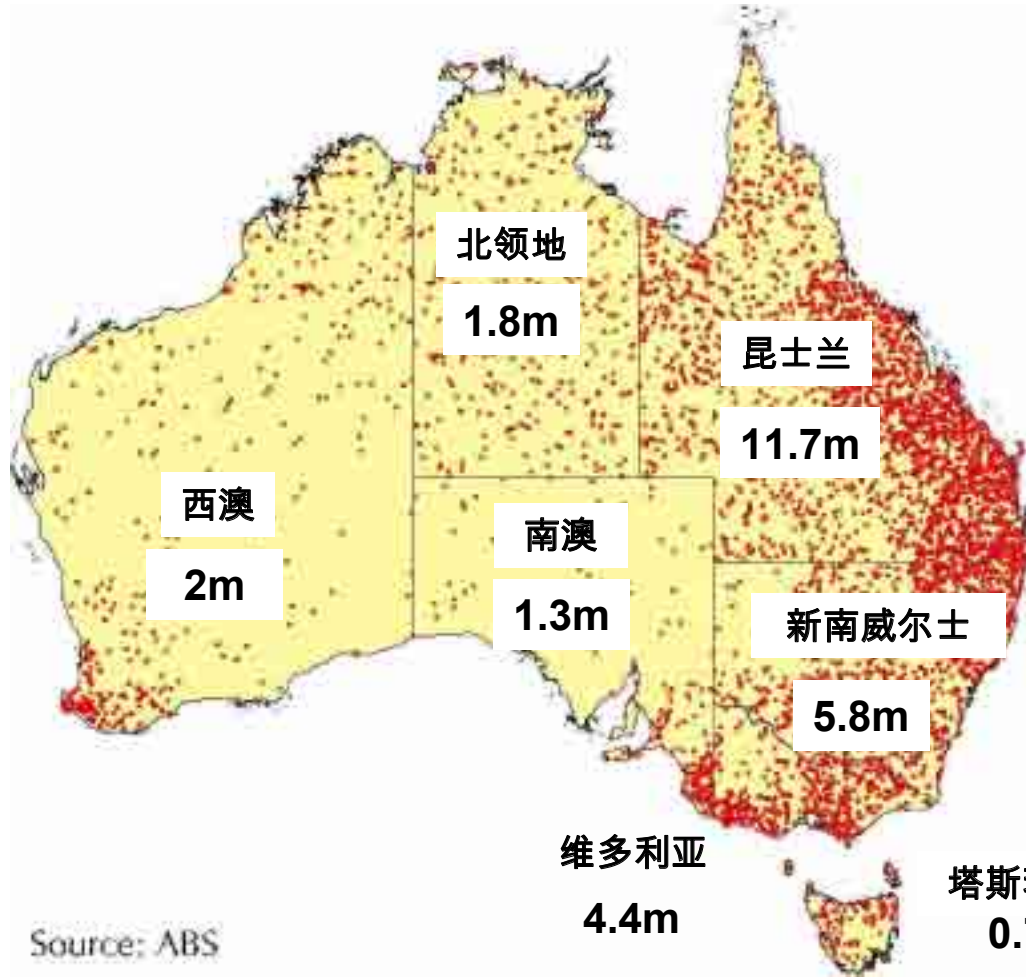 北领地
1.8m
昆士兰
11.7m
西澳
2m
南澳
1.3m
新南威尔士
5.8m
维多利亚
4.4m
塔斯
0.
Source: ABS